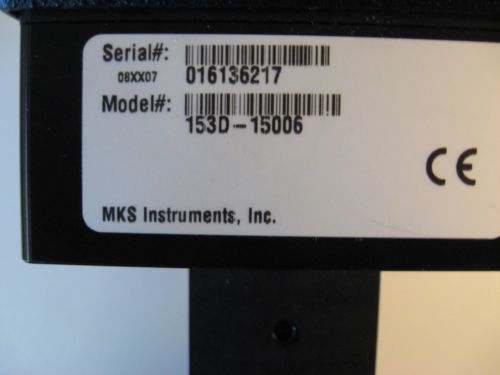 Serial#:
08XX07 016136217
Model#:
153D-15006
CE
MKS Instruments, Inc.